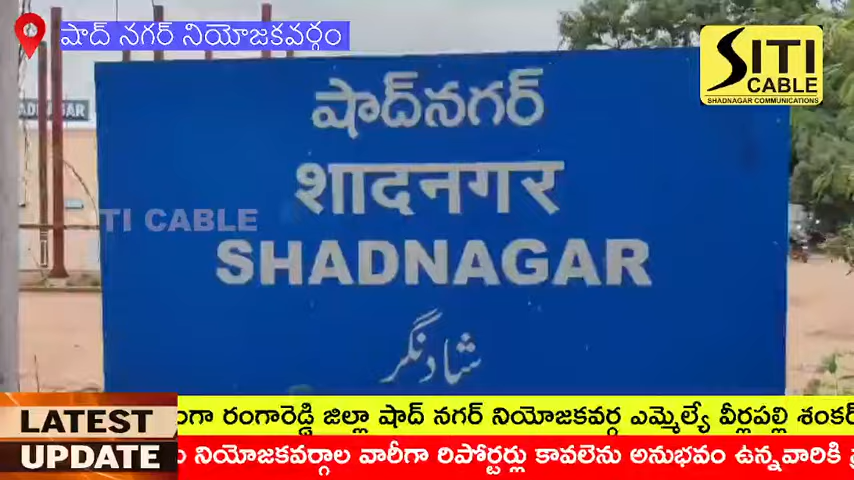 షాద్ నగర్ నియోజకవర్గం
SITI
CABLE
SHADNAGAR COMMUNICATIONS
షాద్‌నగర్
शादनगर
TI CABLE
SHADNAGAR
شادنگر
LATEST
UPDATE
రంగారెడ్డి జిల్లా షాద్ నగర్ నియోజకవర్గ ఎమ్మెల్యే వీర్లపల్లి
నియోజకవర్గాల వారీగా రిపోర్టర్లు కావలెను అనుభవం ఉన్నవారికి